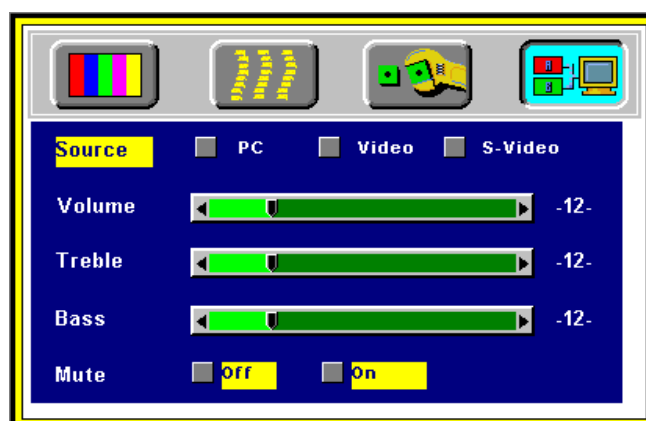 Source PC Video S-Video
Volume -12-
Treble -12-
Bass -12-
Mute Off On